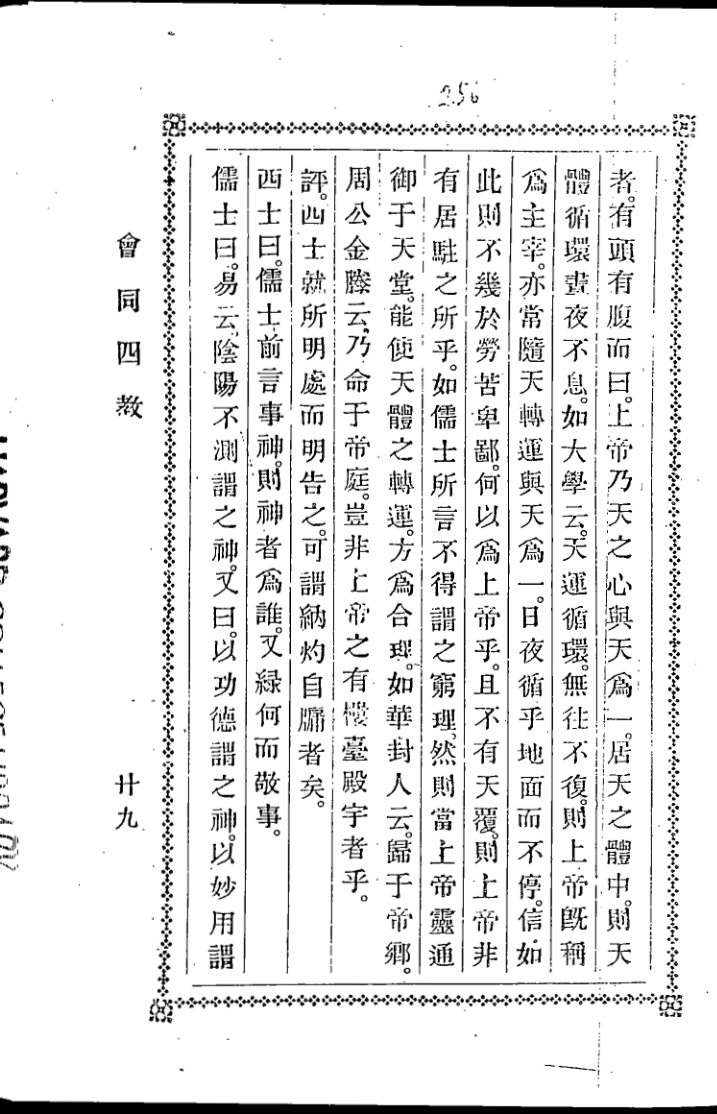 256
者。有頭有腹而曰。上帝乃天之心與天爲一。居天之體中。則天
體循環晝夜不息。如大學云。天運循環。無往不復。則上帝旣稱
爲主宰。亦常隨天轉運與天爲一。日夜循乎地面而不停。信如
此則不幾於勞苦卑鄙。何以爲上帝乎。且不有天覆。則上帝非
有居駐之所乎。如儒士所言不得謂之窮理。然則當上帝靈通
御于天堂。能使天體之轉運。方爲合理。如華封人云。歸于帝鄉。
周公金縢云。乃命于帝庭。豈非上帝之有樓臺殿宇者乎。
評。西士就所明處而明告之。可謂納灼自牖者矣。
西士曰。儒士前言事神。則神者爲誰。又緣何而敬事。
儒士曰。易云陰陽不測謂之神。又曰。以功德謂之神。以妙用謂
會同四教
廿九